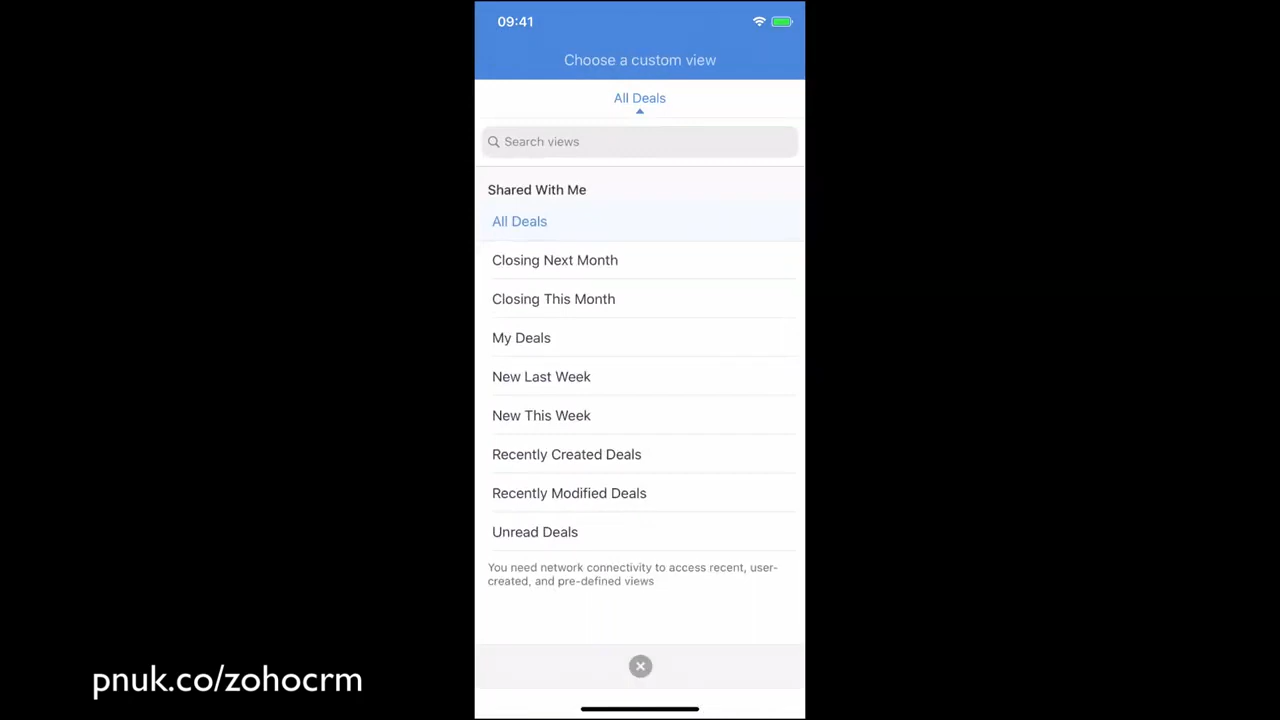 09:41
Choose a custom view
All Deals
Search views
Shared With Me
All Deals
Closing Next Month
Closing This Month
My Deals
New Last Week
New This Week
Recently Created Deals
Recently Modified Deals
Unread Deals
You need network connectivity to access recent, user-
created, and pre-defined views
pnuk.co/zohocrm